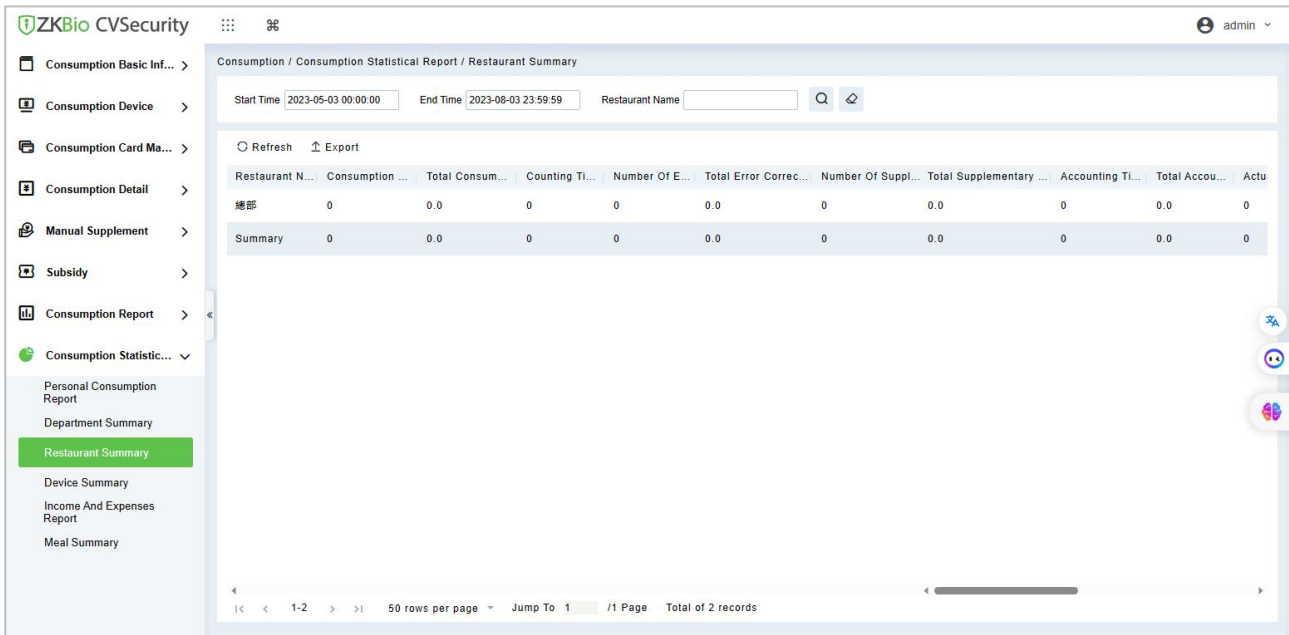 ZKBio CVSecurity
admin
Consumption Basic Inf...
Consumption Device
Consumption Card Ma...
Consumption Detail
Manual Supplement
Subsidy
Consumption Report
Consumption Statistic...
Personal Consumption
Report
Department Summary
Restaurant Summary
Device Summary
Income And Expenses
Report
Meal Summary
Consumption / Consumption Statistical Report / Restaurant Summary
Start Time 2023-05-03 00:00:00 End Time 2023-08-03 23:59:59 Restaurant Name
Refresh Export
Restaurant N... Consumption ... Total Consum... Counting Ti... Number Of E... Total Error Correc... Number Of Suppl... Total Supplementary ... Accounting Ti... Total Accou... Actu
總部 0 0.0 0 0 0.0 0 0.0 0 0.0 0
Summary 0 0.0 0 0 0.0 0 0.0 0 0.0 0
1-2 50 rows per page Jump To 1 /1 Page Total of 2 records